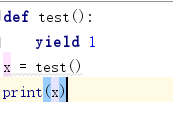 def test():
    yield 1
x = test()
print(x)